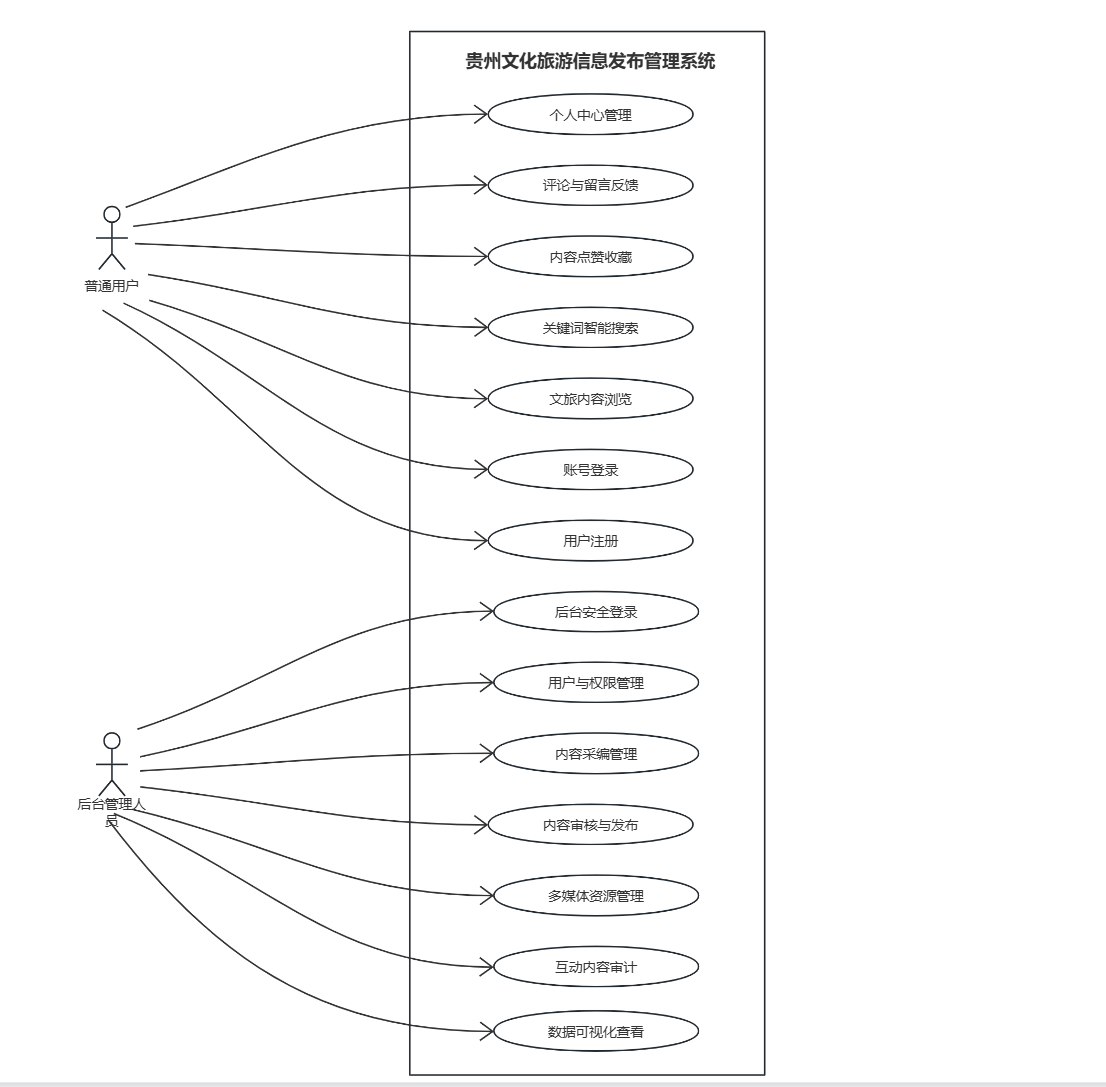 贵州文化旅游信息发布管理系统
个人中心管理
评论与留言反馈
内容点赞收藏
普通用户
关键词智能搜索
文旅内容浏览
账号登录
用户注册
后台安全登录
用户与权限管理
内容采编管理
后台管理人
员
内容审核与发布
多媒体资源管理
互动内容审计
数据可视化查看